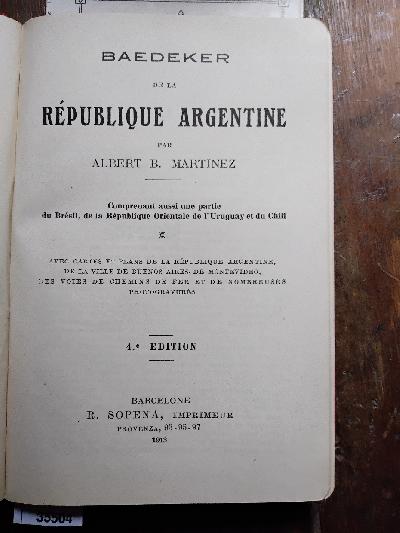 BAEDEKER
DE LA
RÉPUBLIQUE ARGENTINE
PAR
ALBERT B. MARTINEZ
Comprenant aussi une partie
du Brésil, de la République Orientale de l'Uruguay et du Chili
AVEC CARTES ET PLANS DE LA RÉPUBLIQUE ARGENTINE,
DE LA VILLE DE BUENOS AIRES, DE MONTEVIDEO,
DES VOIES DE CHEMINS DE FER ET DE NOMBREUSES
PHOTOGRAVURES
4.e EDITION
BARCELONE
R. SOPENA, IMPRIMEUR
PROVENZA, 93-95-97
1913
35904